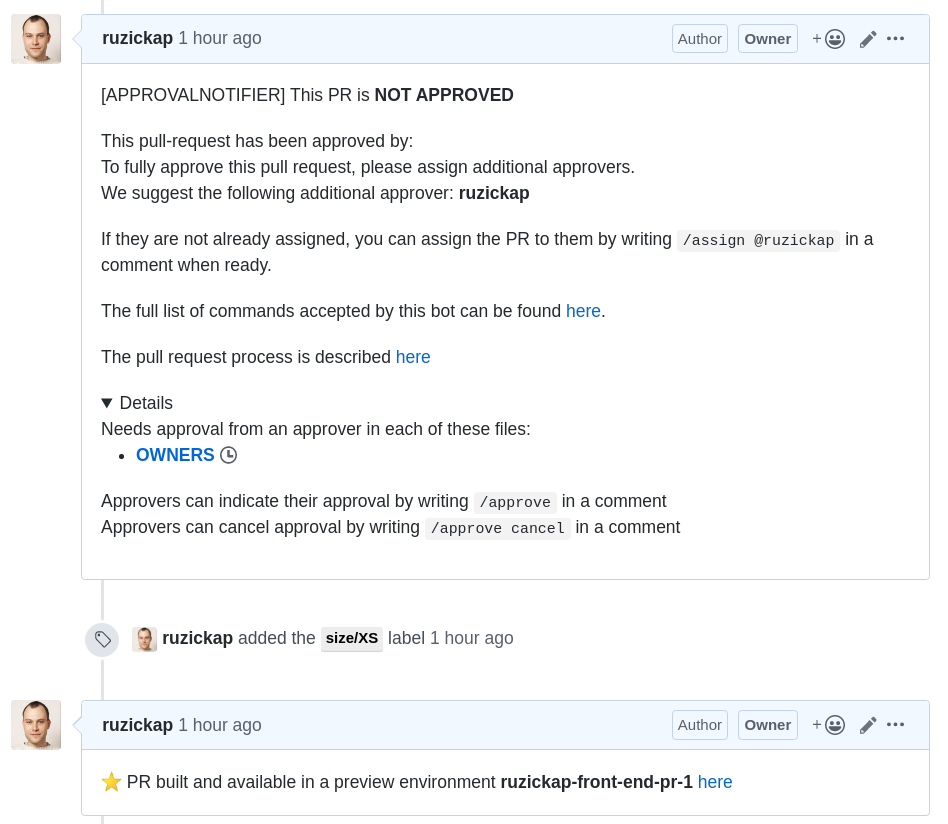 ruzickap 1 hour ago Author Owner
[APPROVALNOTIFIER] This PR is NOT APPROVED
This pull-request has been approved by:
To fully approve this pull request, please assign additional approvers.
We suggest the following additional approver: ruzickap
If they are not already assigned, you can assign the PR to them by writing /assign @ruzickap in a
comment when ready.
The full list of commands accepted by this bot can be found here.
The pull request process is described here
Details
Needs approval from an approver in each of these files:
OWNERS
Approvers can indicate their approval by writing /approve in a comment
Approvers can cancel approval by writing /approve cancel in a comment
ruzickap added the size/XS label 1 hour ago
ruzickap 1 hour ago Author Owner
PR built and available in a preview environment ruzickap-front-end-pr-1 here